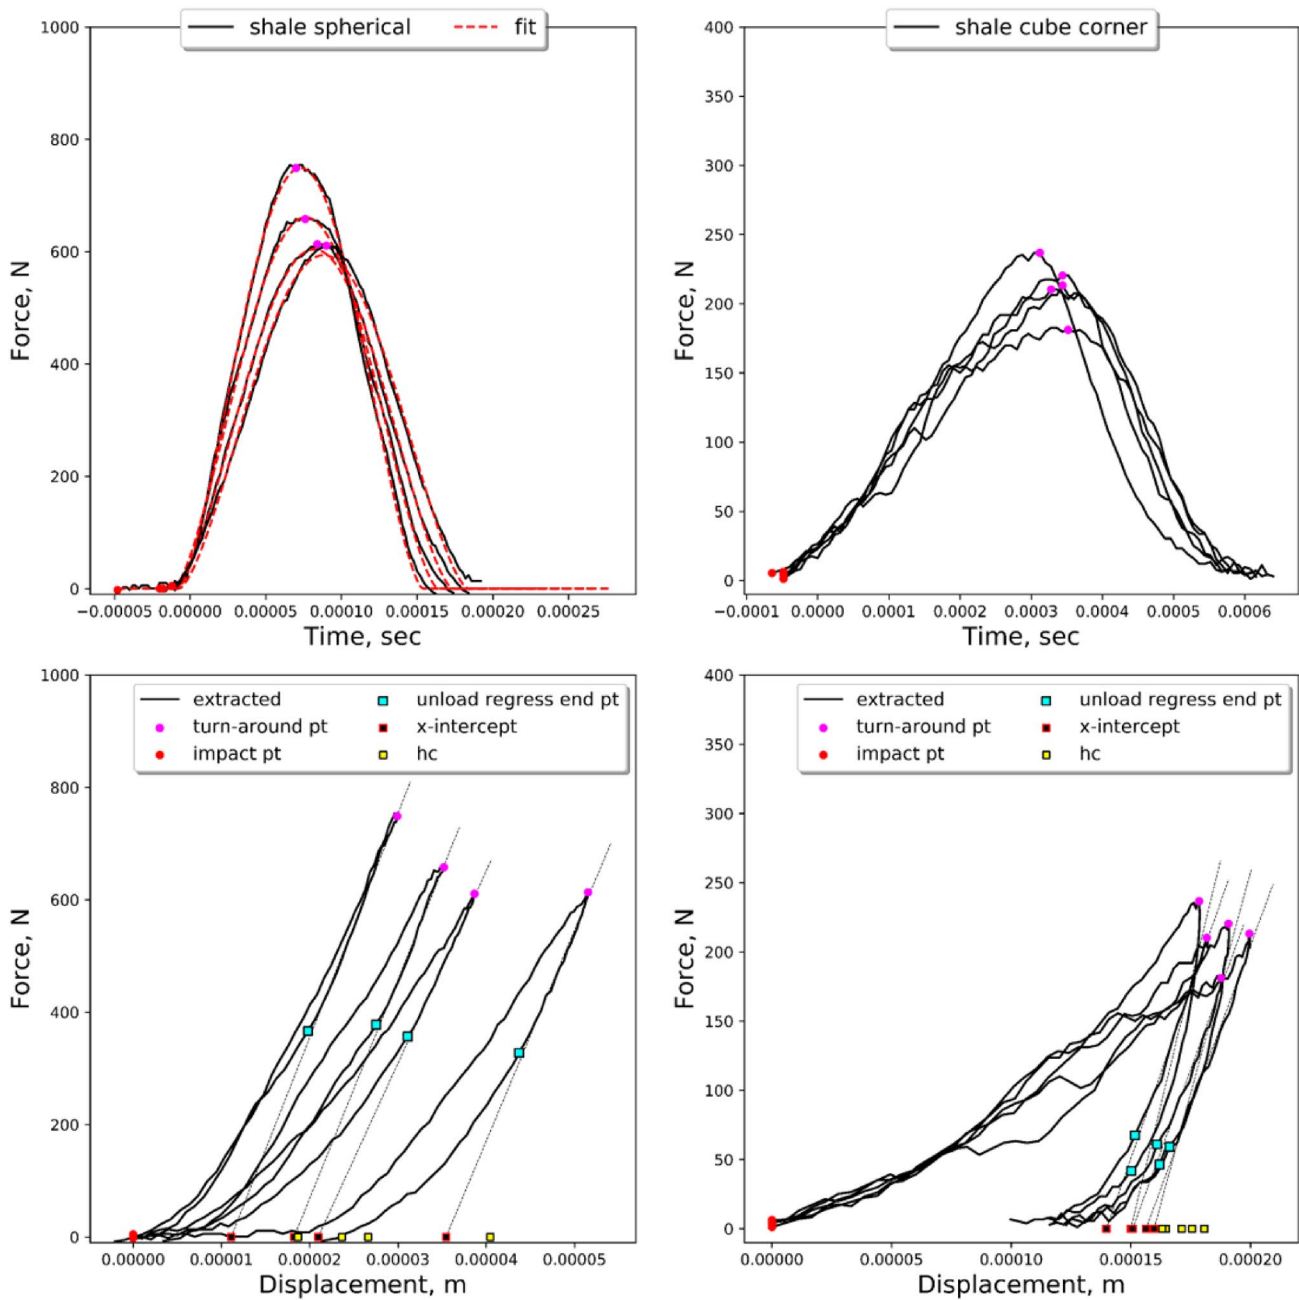 shale spherical fit
1000
800
600
400
200
0
Force, N
−0.00005 0.00000 0.00005 0.00010 0.00015 0.00020 0.00025
Time, sec
shale cube corner
400
350
300
250
200
150
100
50
0
Force, N
−0.0001 0.0000 0.0001 0.0002 0.0003 0.0004 0.0005 0.0006
Time, sec
extracted unload regress end pt
turn-around pt x-intercept
impact pt hc
1000
800
600
400
200
0
Force, N
0.00000 0.00001 0.00002 0.00003 0.00004 0.00005
Displacement, m
extracted unload regress end pt
turn-around pt x-intercept
impact pt hc
400
350
300
250
200
150
100
50
0
Force, N
0.00000 0.00005 0.00010 0.00015 0.00020
Displacement, m